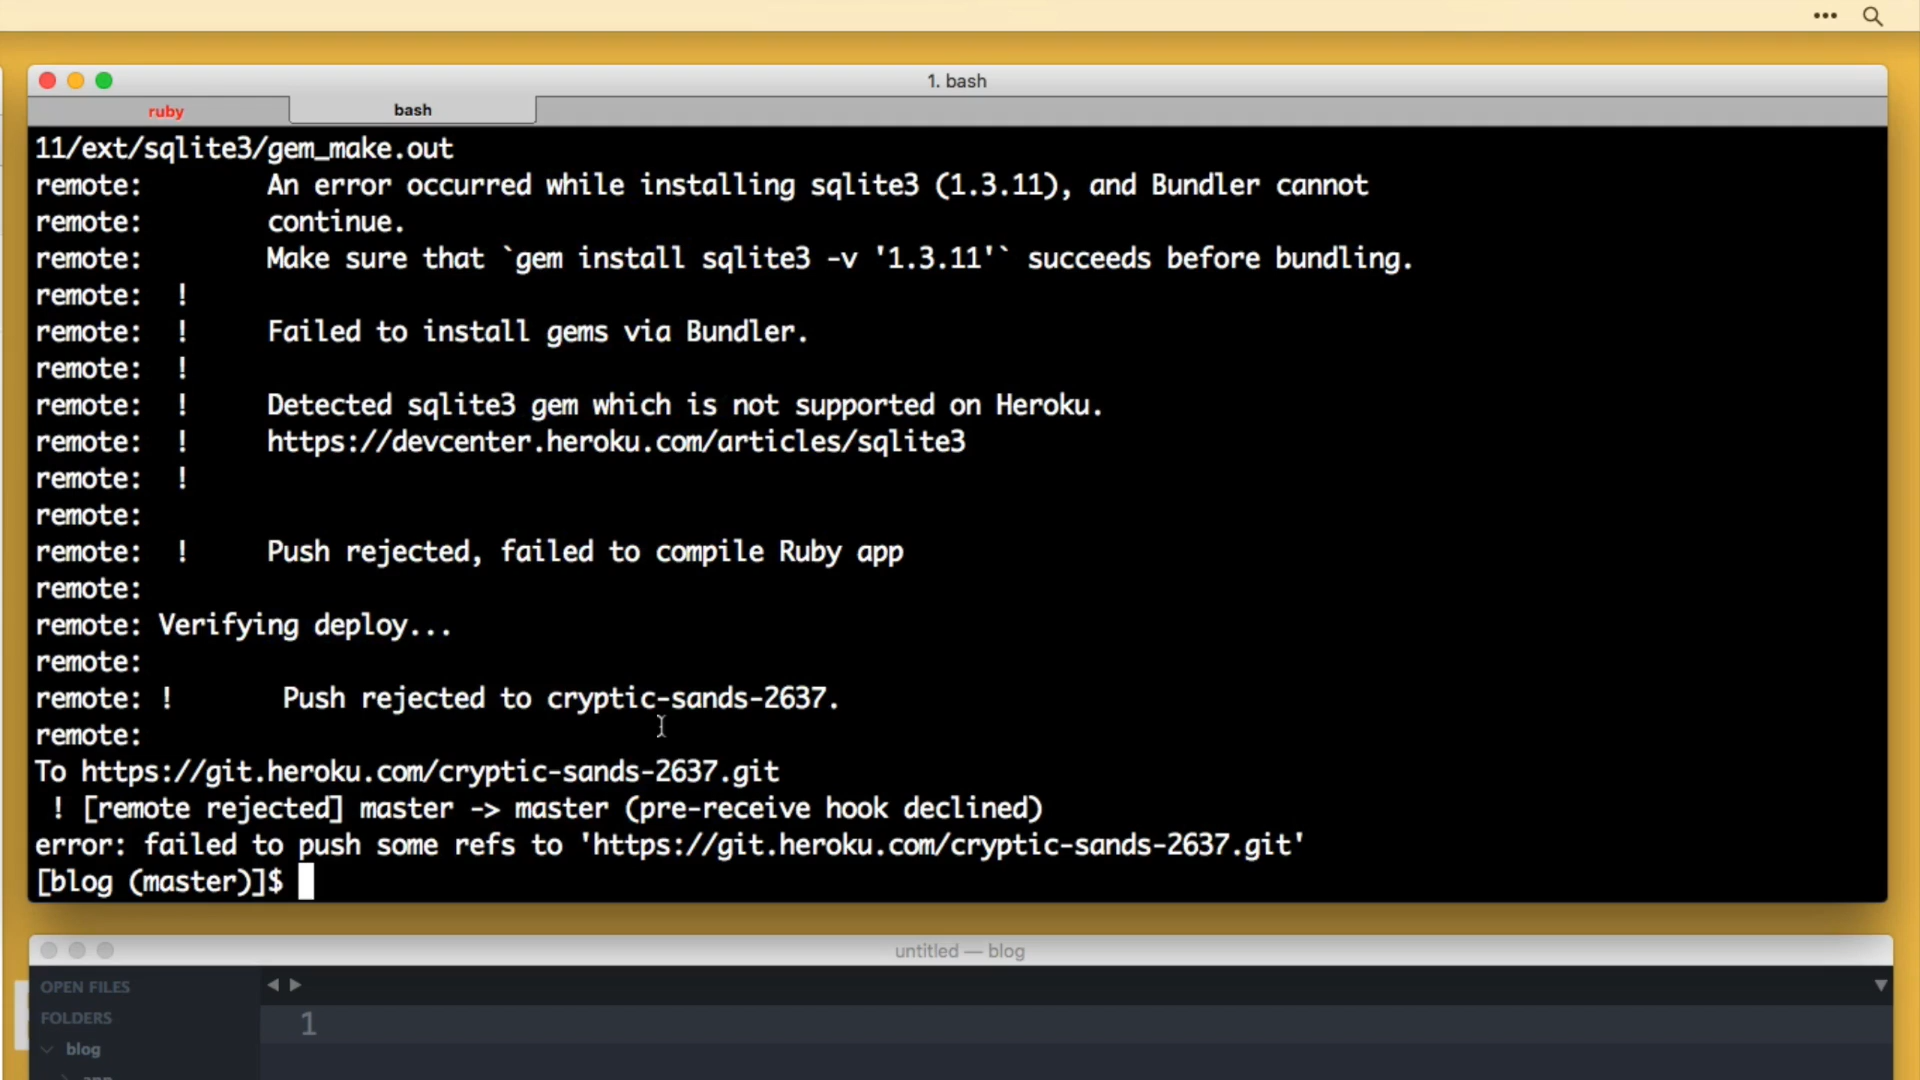 1. bash
ruby
bash
11/ext/sqlite3/gem_make.out
remote:        An error occurred while installing sqlite3 (1.3.11), and Bundler cannot
remote:        continue.
remote:        Make sure that `gem install sqlite3 -v '1.3.11'` succeeds before bundling.
remote:  !
remote:  !     Failed to install gems via Bundler.
remote:  !
remote:  !     Detected sqlite3 gem which is not supported on Heroku.
remote:  !     https://devcenter.heroku.com/articles/sqlite3
remote:  !
remote:
remote:  !     Push rejected, failed to compile Ruby app
remote:
remote: Verifying deploy...
remote:
remote: !       Push rejected to cryptic-sands-2637.
remote:
To https://git.heroku.com/cryptic-sands-2637.git
 ! [remote rejected] master -> master (pre-receive hook declined)
error: failed to push some refs to 'https://git.heroku.com/cryptic-sands-2637.git'
[blog (master)]$
untitled — blog
OPEN FILES
FOLDERS
1
blog